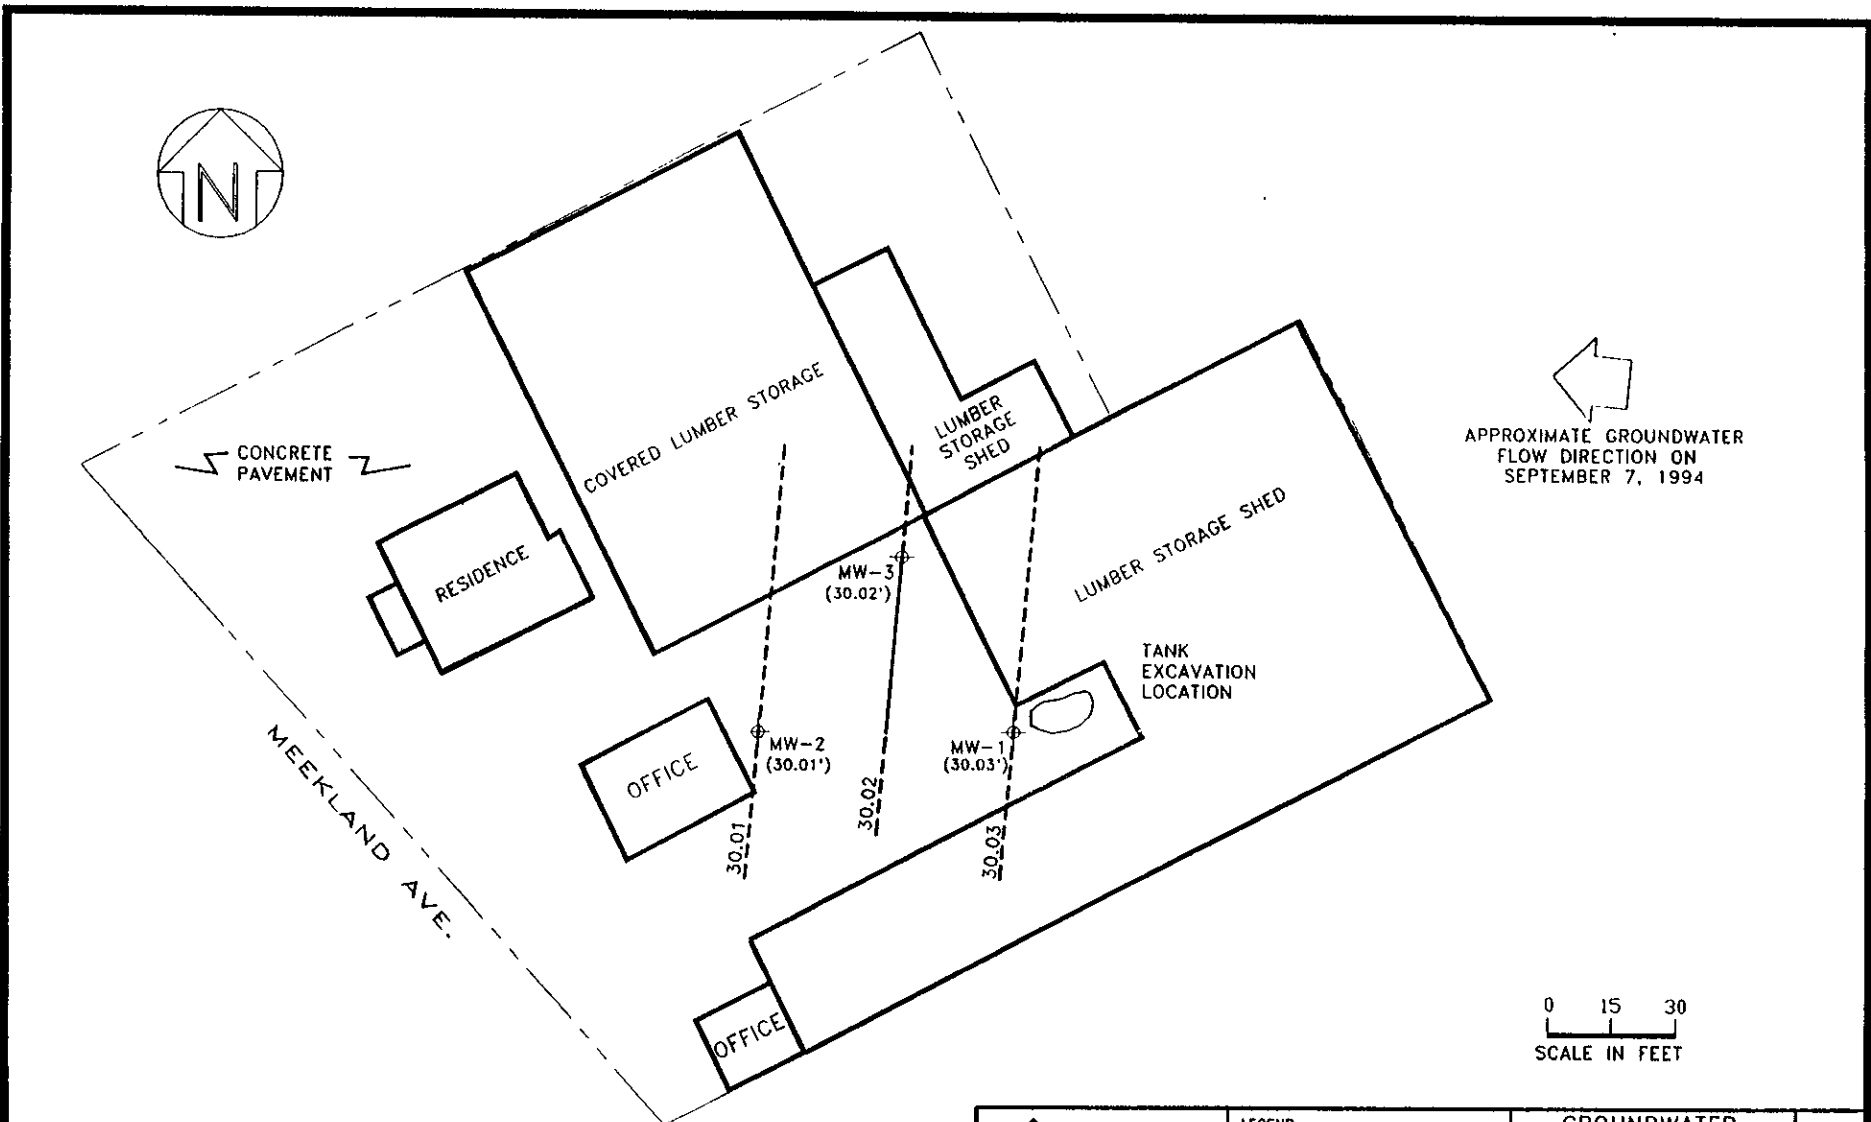 N
CONCRETE
PAVEMENT
COVERED LUMBER STORAGE
LUMBER
STORAGE
SHED
APPROXIMATE GROUNDWATER
FLOW DIRECTION ON
SEPTEMBER 7, 1994
RESIDENCE
MW-3
(30.02')
LUMBER STORAGE SHED
TANK
EXCAVATION
LOCATION
MEEKLAND AVE.
OFFICE
MW-2
(30.01')
MW-1
(30.03')
30.01
30.02
30.03
OFFICE
0 15 30
SCALE IN FEET
LEGEND
GROUNDWATER